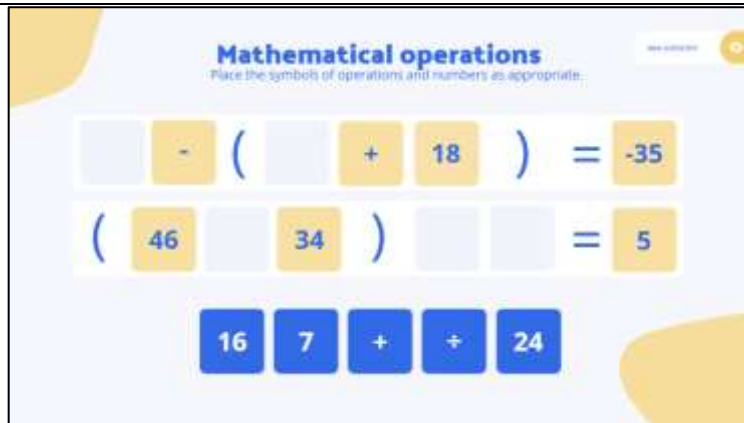 Mathematical operations
Place the symbols of operations and numbers as appropriate.
- ( + 18 ) = -35
( 46 34 ) = 5
16 7 + ÷ 24